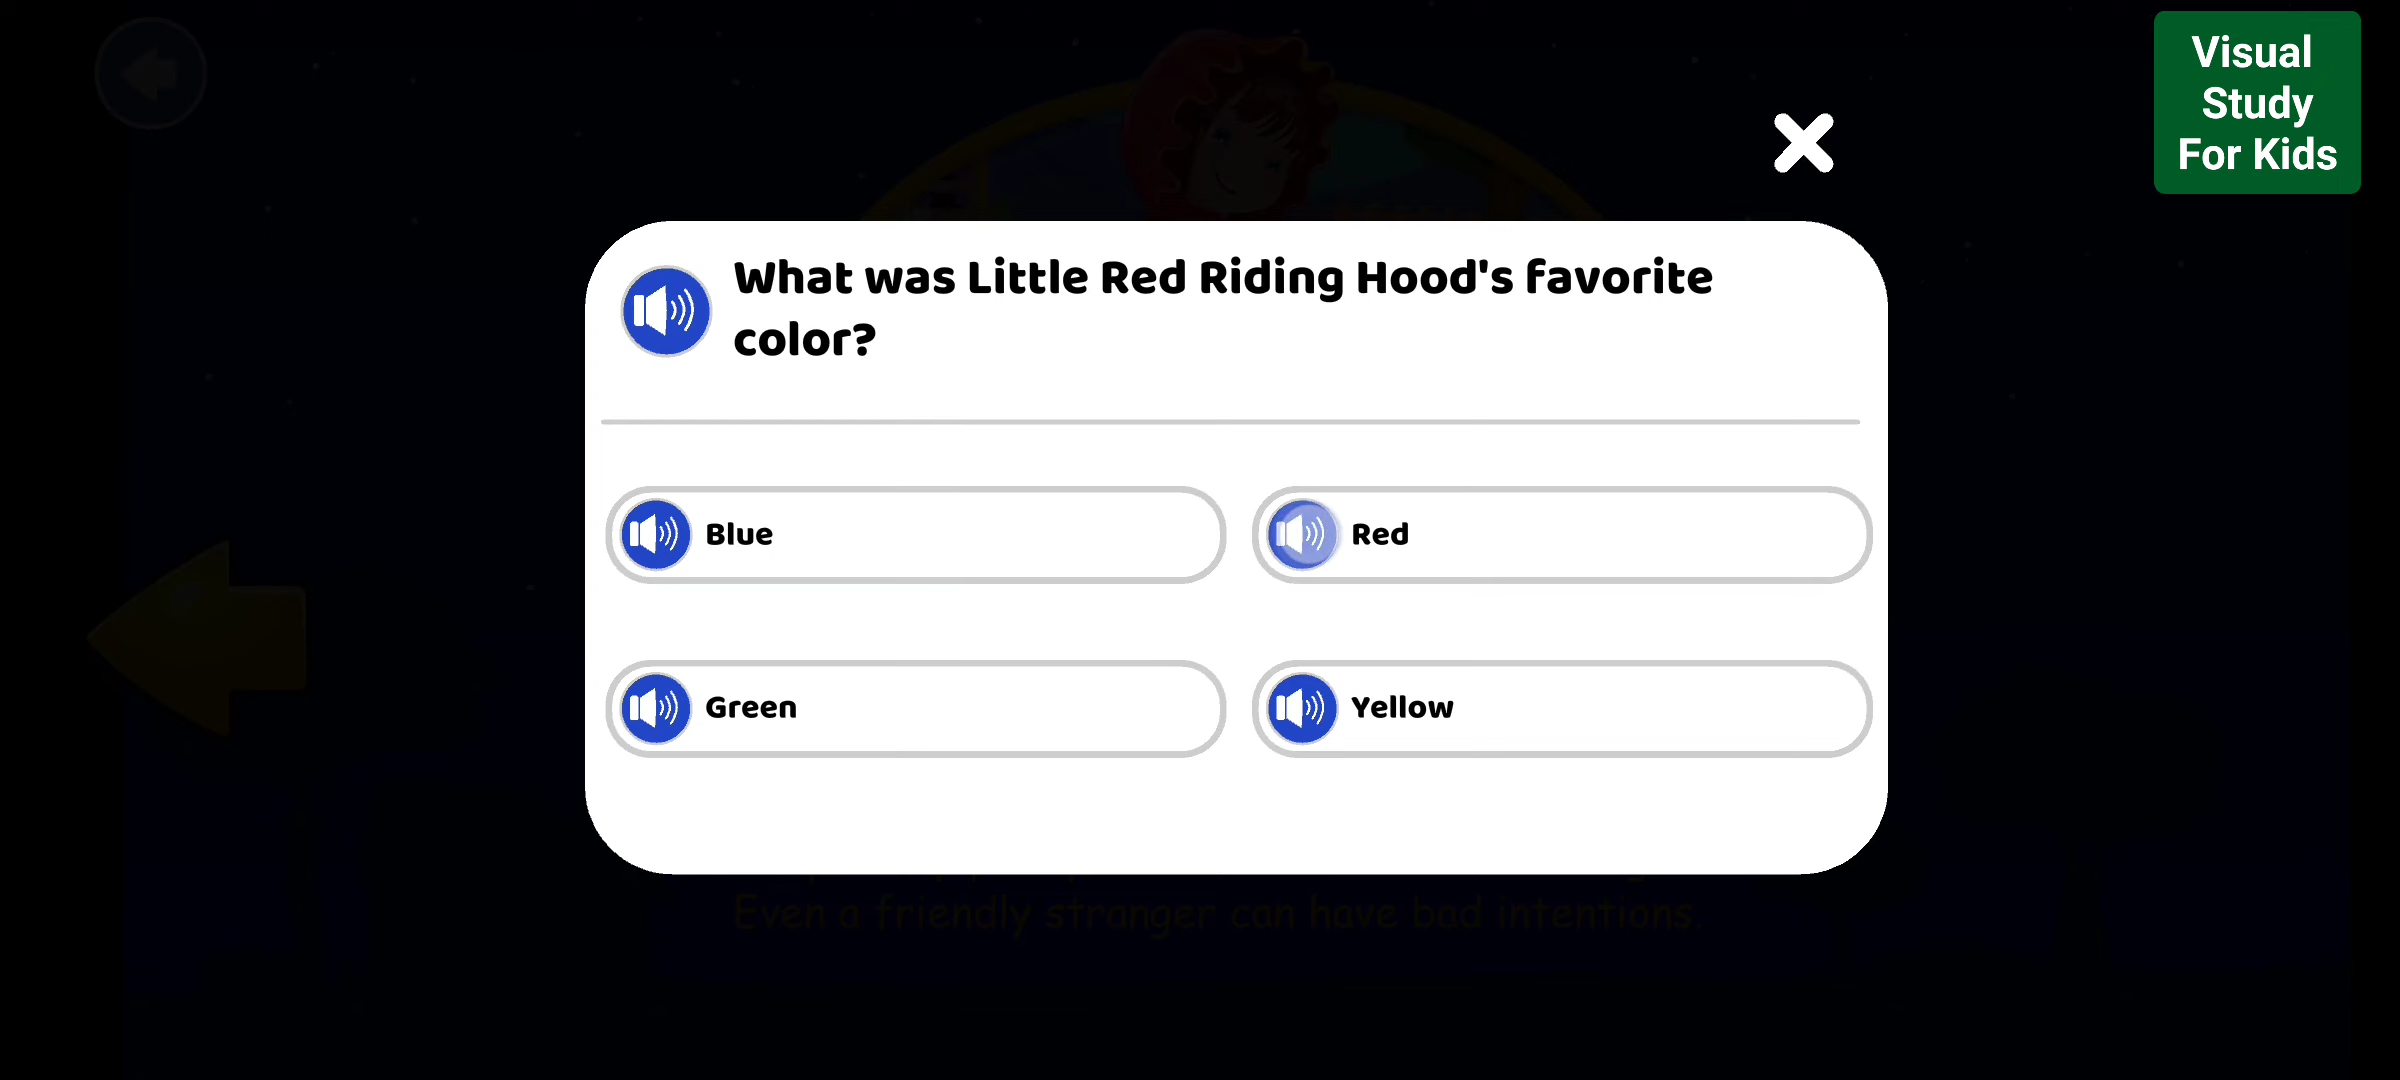 Visual
Study
For Kids
What was Little Red Riding Hood's favorite
color?
Blue
Red
Green
Yellow
Even a friendly stranger can have bad intentions.